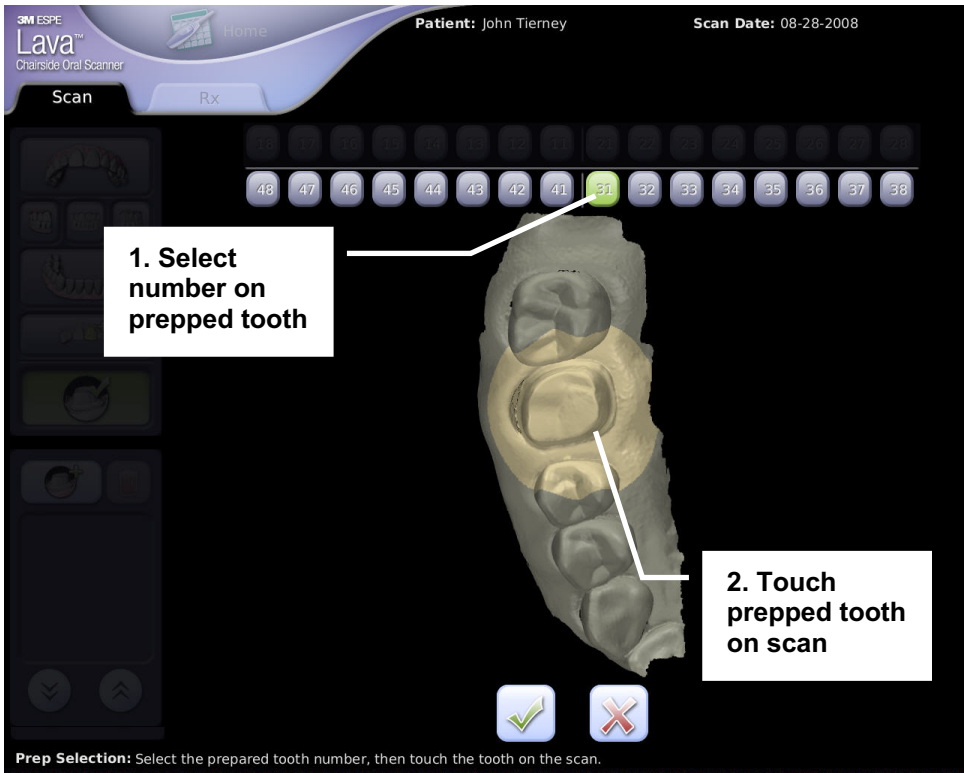 3M ESPE
Lava™
Chairside Oral Scanner
Home
Patient: John Tierney
Scan Date: 08-28-2008
Scan
Rx
18 17 16 15 14 13 12 11 21 22 23 24 25 26 27 28
48 47 46 45 44 43 42 41 31 32 33 34 35 36 37 38
1. Select
number on
prepped tooth
2. Touch
prepped tooth
on scan
Prep Selection: Select the prepared tooth number, then touch the tooth on the scan.